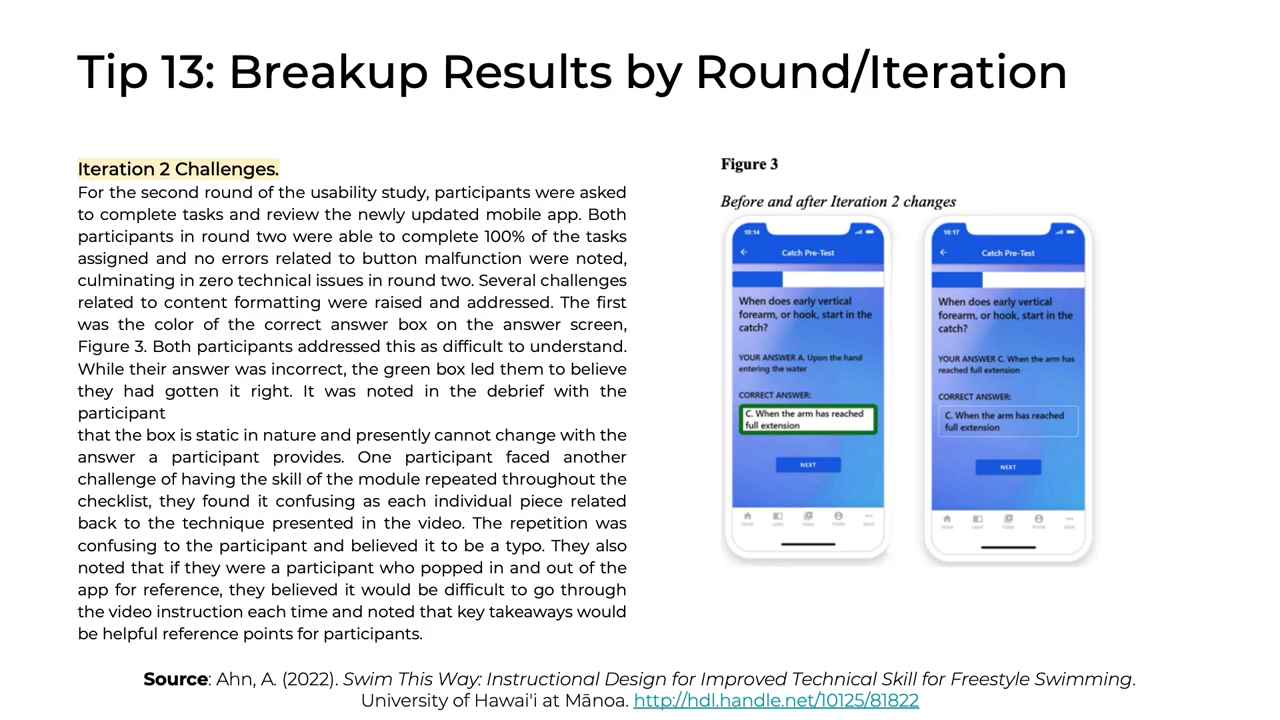 Tip 13: Breakup Results by Round/Iteration
Iteration 2 Challenges.
For the second round of the usability study, participants were asked
to complete tasks and review the newly updated mobile app. Both
participants in round two were able to complete 100% of the tasks
assigned and no errors related to button malfunction were noted,
culminating in zero technical issues in round two. Several challenges
related to content formatting were raised and addressed. The first
was the color of the correct answer box on the answer screen,
Figure 3. Both participants addressed this as difficult to understand.
While their answer was incorrect, the green box led them to believe
they had gotten it right. It was noted in the debrief with the
participant
that the box is static in nature and presently cannot change with the
answer a participant provides. One participant faced another
challenge of having the skill of the module repeated throughout the
checklist, they found it confusing as each individual piece related
back to the technique presented in the video. The repetition was
confusing to the participant and believed it to be a typo. They also
noted that if they were a participant who popped in and out of the
app for reference, they believed it would be difficult to go through
the video instruction each time and noted that key takeaways would
be helpful reference points for participants.
Figure 3
Before and after Iteration 2 changes
10:14
Catch Pre-Test
When does early vertical
forearm, or hook, start in the
catch?
YOUR ANSWER A. Upon the hand
entering the water
CORRECT ANSWER:
C. When the arm has reached
full extension
NEXT
Home Learn Video Profile More
10:17
Catch Pre-Test
When does early vertical
forearm, or hook, start in the
catch?
YOUR ANSWER C. When the arm has
reached full extension
CORRECT ANSWER:
C. When the arm has reached
full extension
NEXT
Home Learn Video Profile More
Source: Ahn, A. (2022). Swim This Way: Instructional Design for Improved Technical Skill for Freestyle Swimming.
University of Hawai'i at Mānoa. http://hdl.handle.net/10125/81822